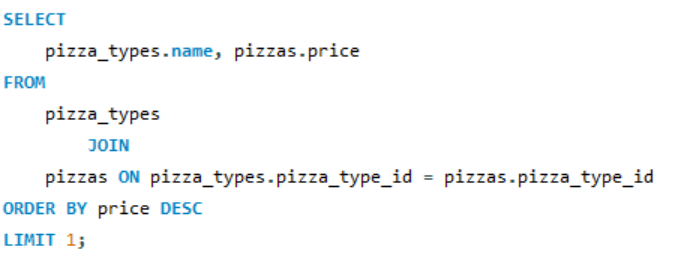 SELECT
    pizza_types.name, pizzas.price
FROM
    pizza_types
        JOIN
    pizzas ON pizza_types.pizza_type_id = pizzas.pizza_type_id
ORDER BY price DESC
LIMIT 1;